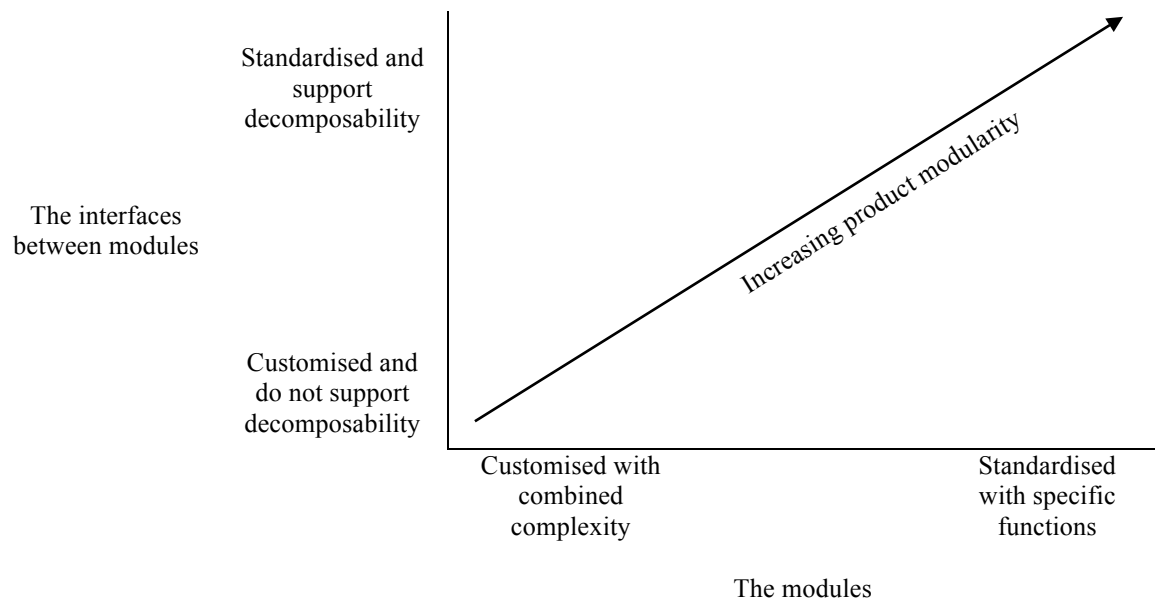 Standardised and
support
decomposability
Increasing product modularity
The interfaces
between modules
Customised and
do not support
decomposability
Customised with
combined
complexity
Standardised
with specific
functions
The modules